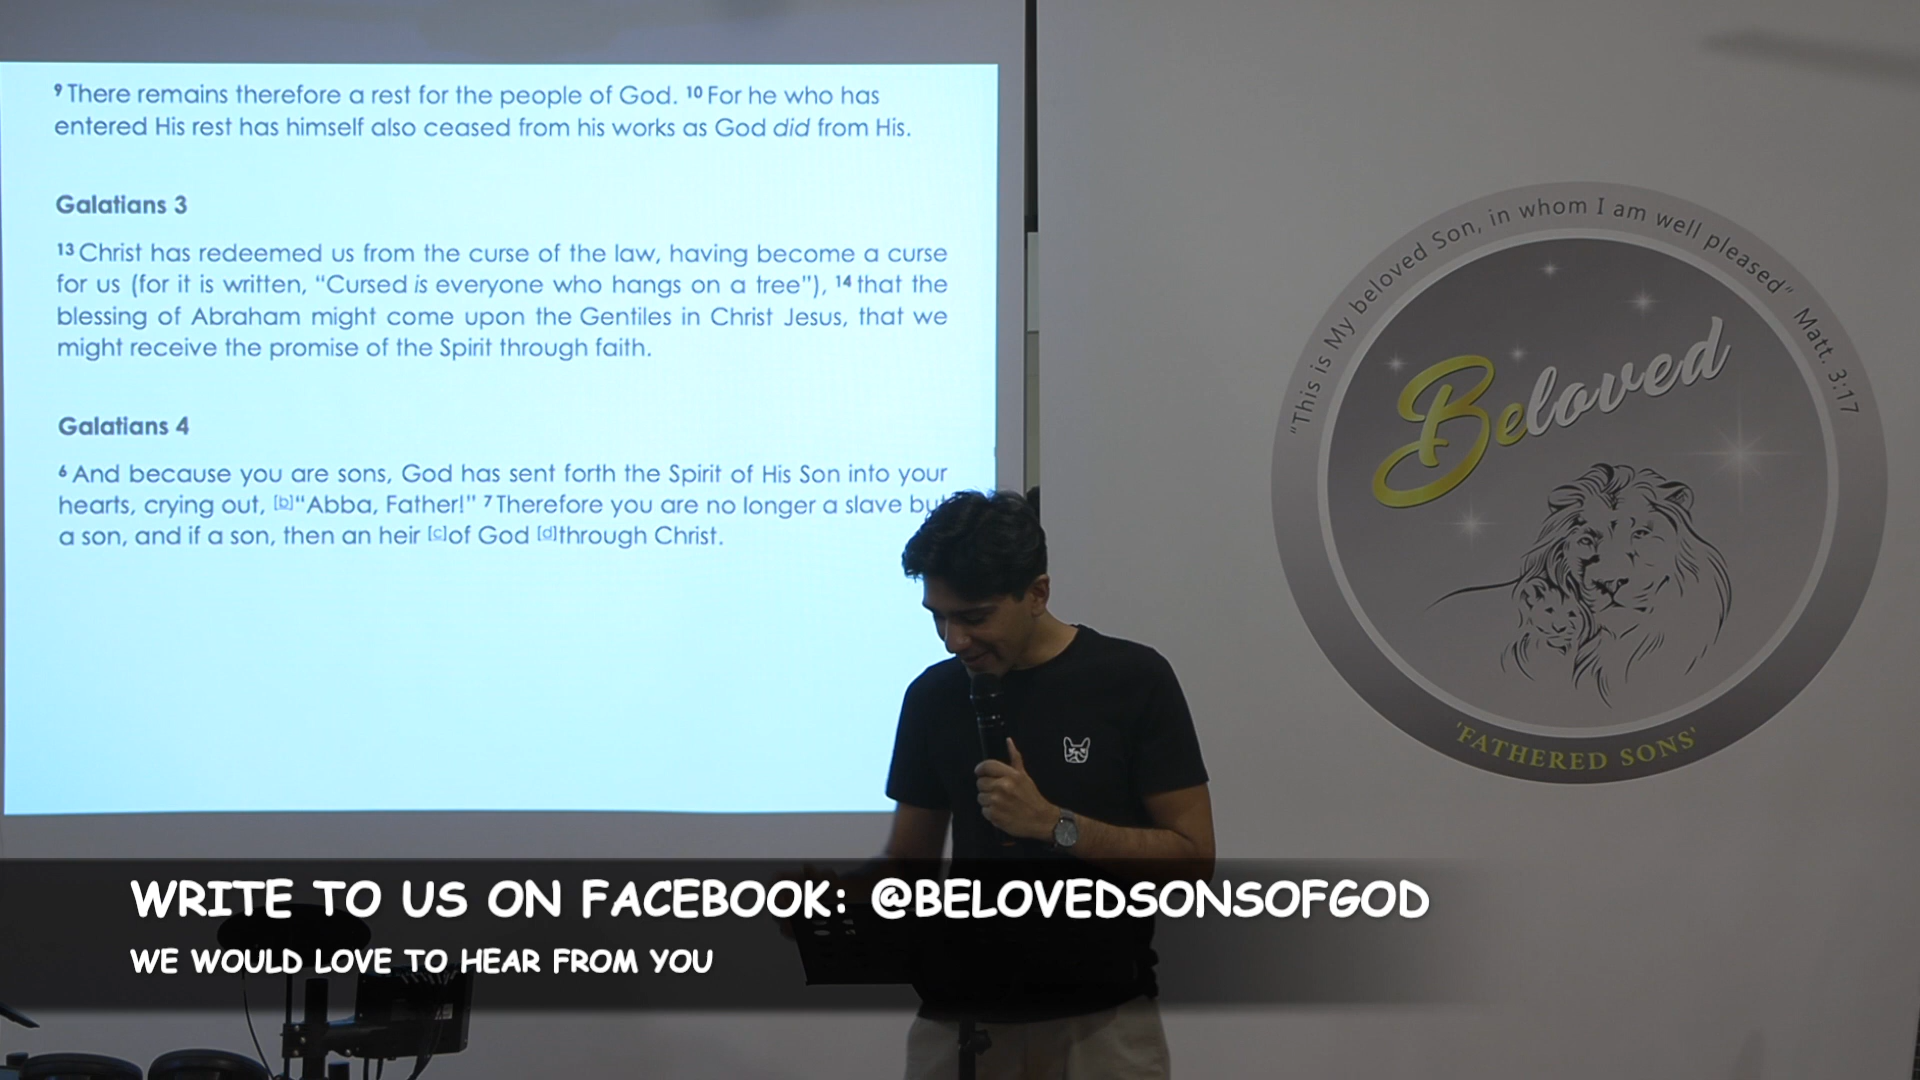 ⁹ There remains therefore a rest for the people of God. ¹⁰ For he who has
entered His rest has himself also ceased from his works as God did from His.
Galatians 3
¹³ Christ has redeemed us from the curse of the law, having become a curse
for us (for it is written, “Cursed is everyone who hangs on a tree”), ¹⁴ that the
blessing of Abraham might come upon the Gentiles in Christ Jesus, that we
might receive the promise of the Spirit through faith.
Galatians 4
⁶ And because you are sons, God has sent forth the Spirit of His Son into your
hearts, crying out, [b]“Abba, Father!” ⁷ Therefore you are no longer a slave but
a son, and if a son, then an heir [c]of God [d]through Christ.
"This is My beloved Son, in whom I am well pleased" Matt. 3:17
Beloved
'FATHERED SONS'
WRITE TO US ON FACEBOOK: @BELOVEDSONSOFGOD
WE WOULD LOVE TO HEAR FROM YOU